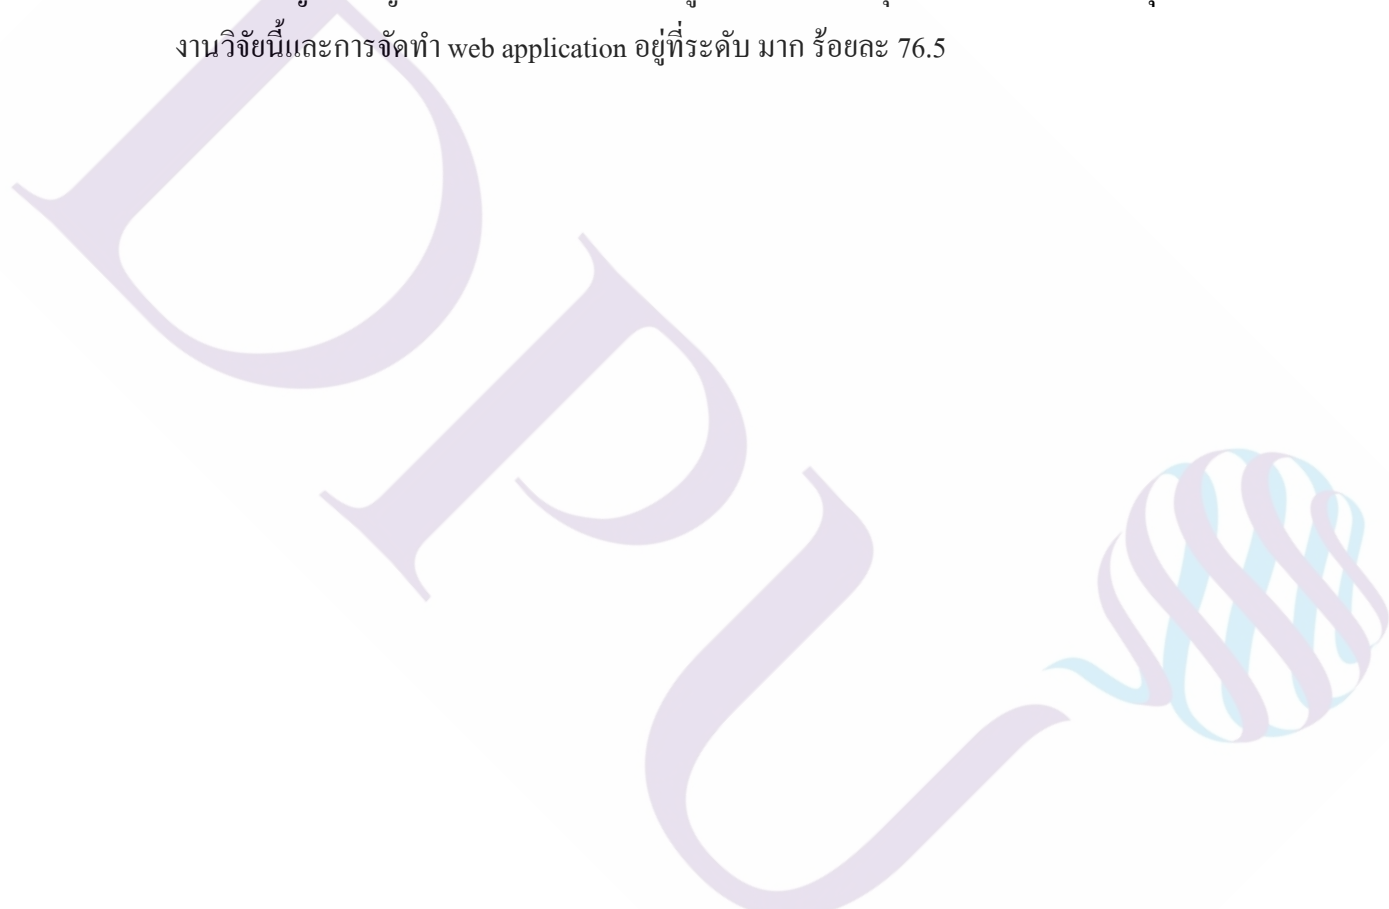 งานวิจัยนี้และการจัดทำ web application อยู่ที่ระดับ มาก ร้อยละ 76.5
DPU